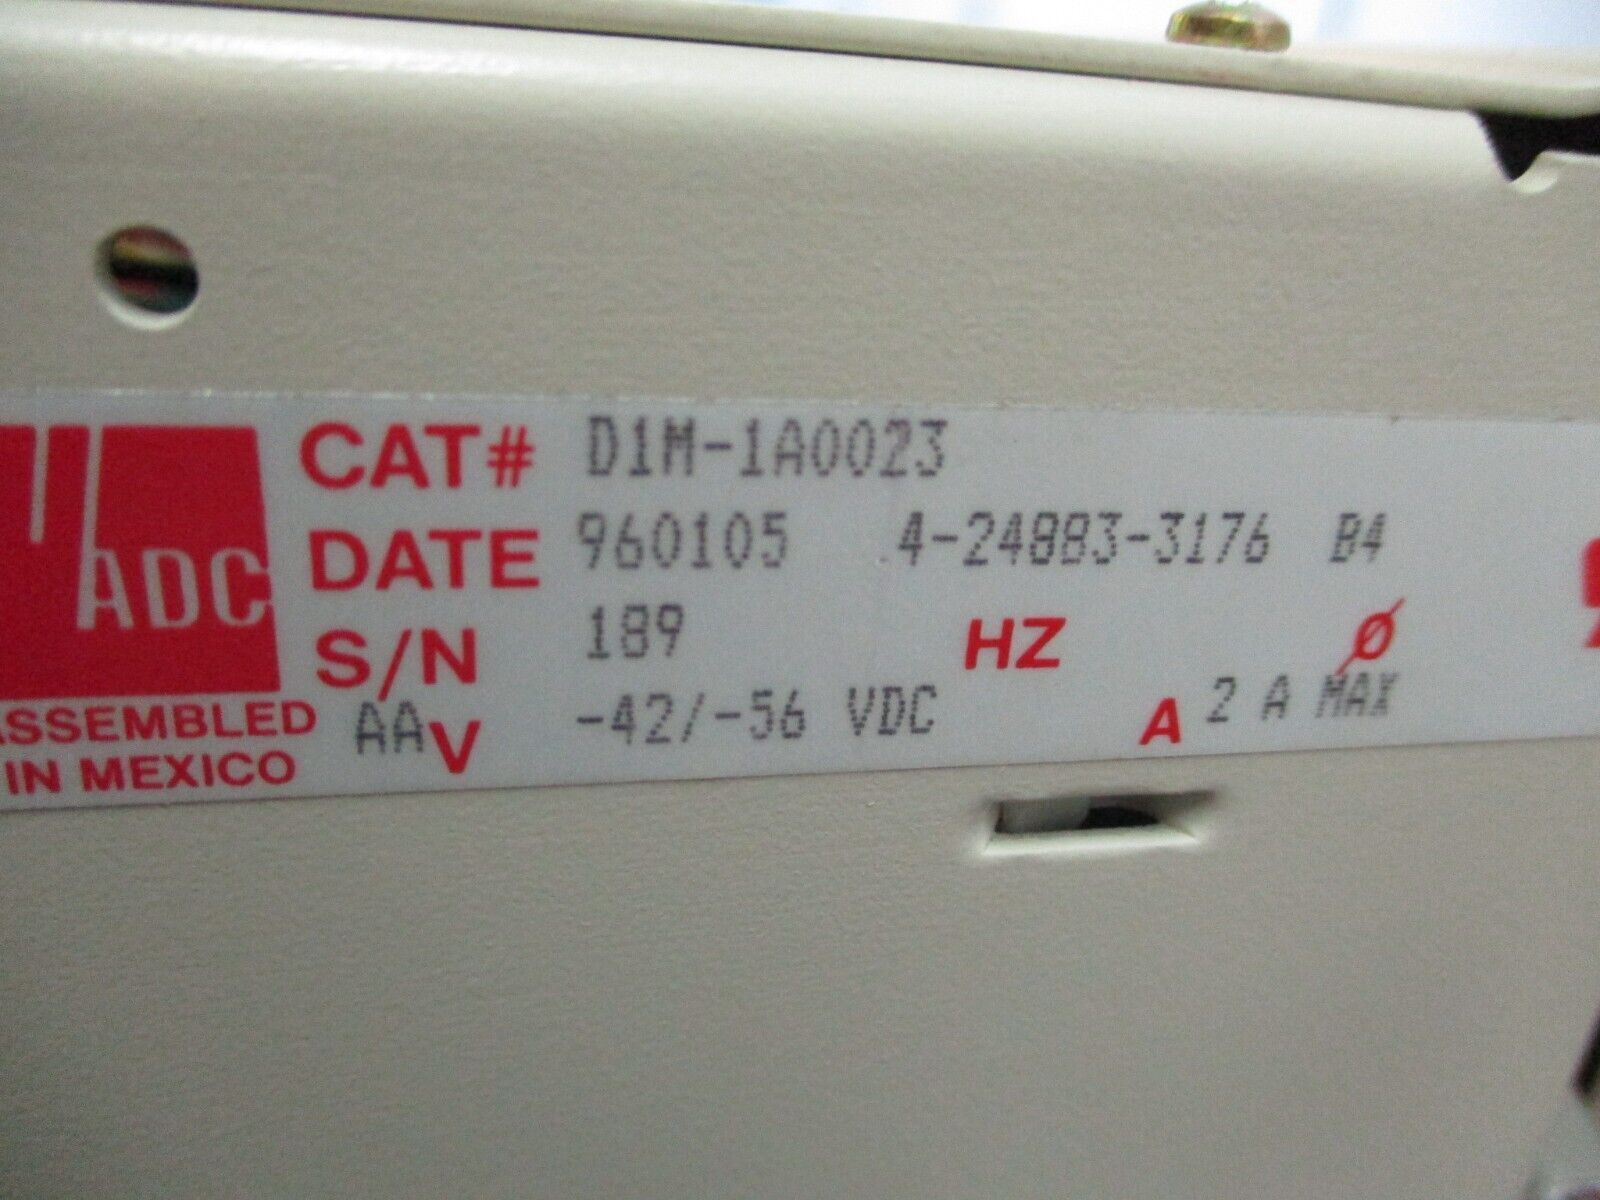 ADC
CAT# D1M-1A0023
DATE 960105 4-24883-3176 B4
S/N 189 HZ Ø
ASSEMBLED IN MEXICO
AA V -42/-56 VDC A 2 A MAX